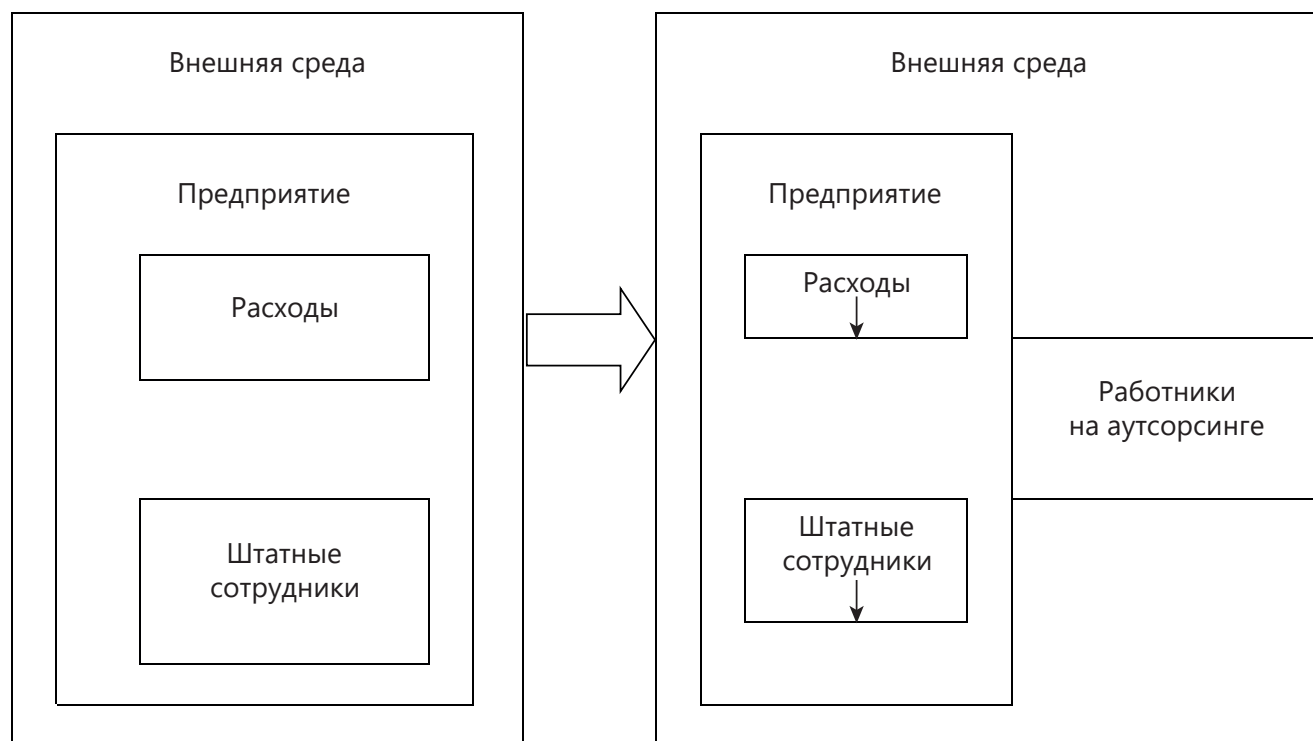 Внешняя среда
Предприятие
Расходы
Штатные
сотрудники
Внешняя среда
Предприятие
Расходы
Штатные
сотрудники
Работники
на аутсорсинге